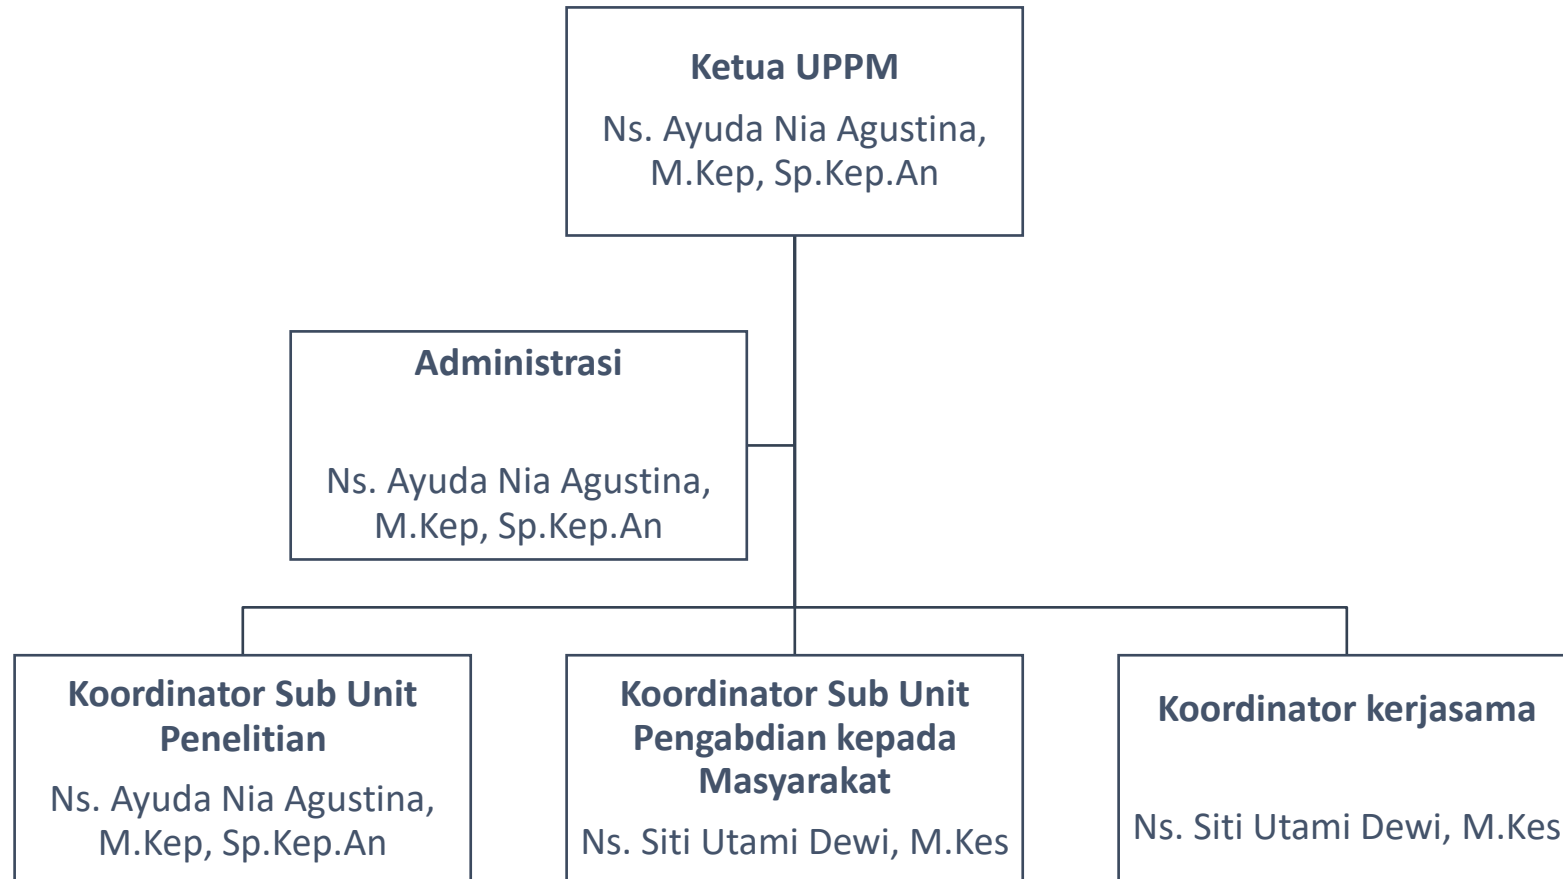 Ketua UPPM
Ns. Ayuda Nia Agustina,
M.Kep, Sp.Kep.An
Administrasi
Ns. Ayuda Nia Agustina,
M.Kep, Sp.Kep.An
Koordinator Sub Unit
Penelitian
Ns. Ayuda Nia Agustina,
M.Kep, Sp.Kep.An
Koordinator Sub Unit
Pengabdian kepada
Masyarakat
Ns. Siti Utami Dewi, M.Kes
Koordinator kerjasama
Ns. Siti Utami Dewi, M.Kes